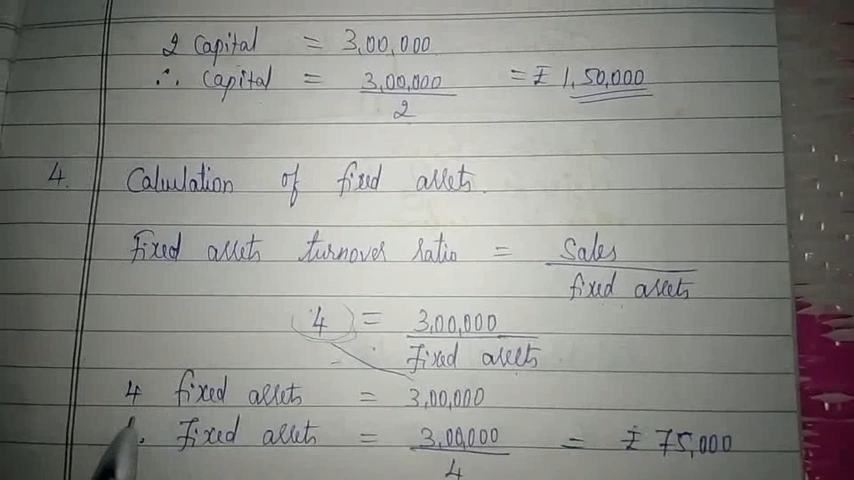 2 Capital = 3,00,000
∴ Capital = 3,00,000 / 2 = ₹ 1,50,000
4. Calculation of fixed assets.
Fixed assets turnover ratio = Sales / fixed assets
4 = 3,00,000 / Fixed assets
4 fixed assets = 3,00,000
Fixed assets = 3,00,000 / 4 = ₹ 75,000